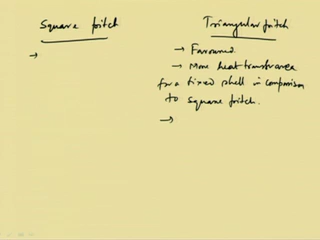 Square pitch
Triangular pitch
→
→ Favoured.
→ More heat transfer area
for a fixed shell in comparison
to square pitch.
→